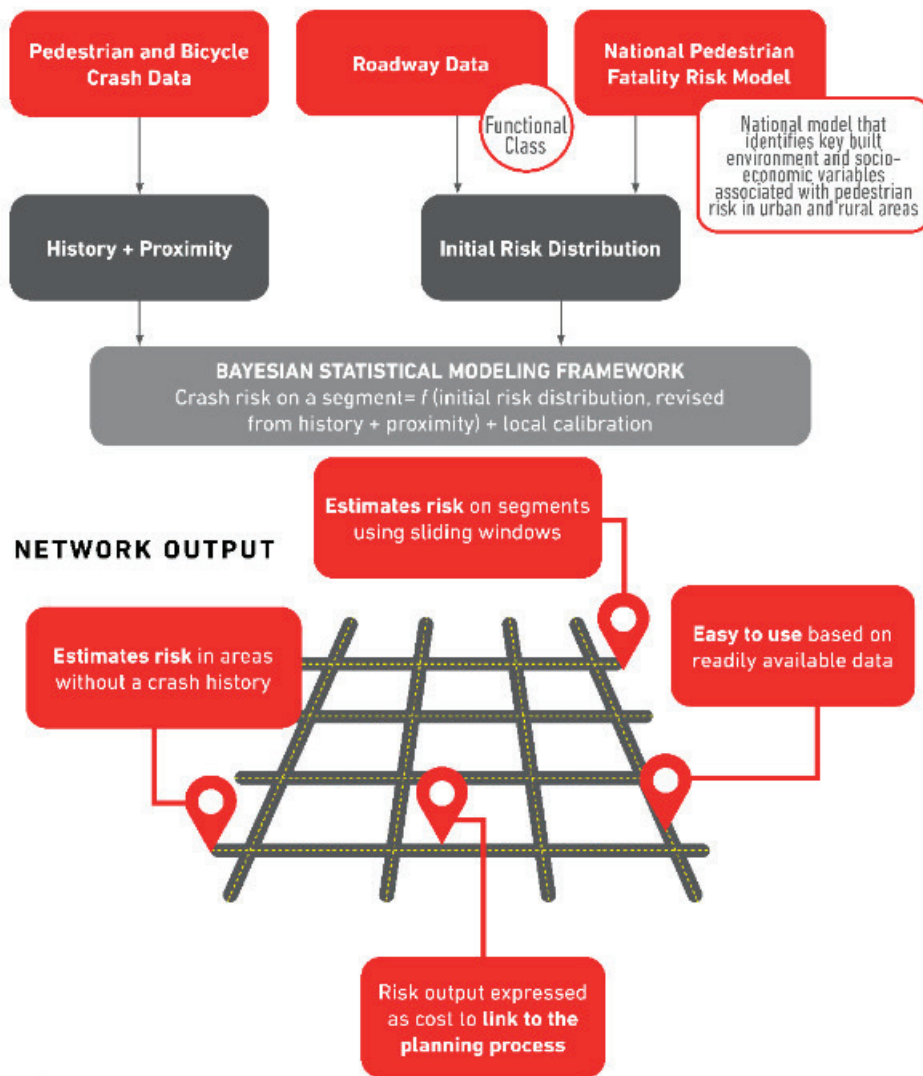 Pedestrian and Bicycle
Crash Data
Roadway Data
Functional
Class
National Pedestrian
Fatality Risk Model
National model that
identifies key built
environment and socio-
economic variables
associated with pedestrian
risk in urban and rural areas
History + Proximity
Initial Risk Distribution
BAYESIAN STATISTICAL MODELING FRAMEWORK
Crash risk on a segment= f (initial risk distribution, revised
from history + proximity) + local calibration
NETWORK OUTPUT
Estimates risk on segments
using sliding windows
Estimates risk in areas
without a crash history
Easy to use based on
readily available data
Risk output expressed
as cost to link to the
planning process